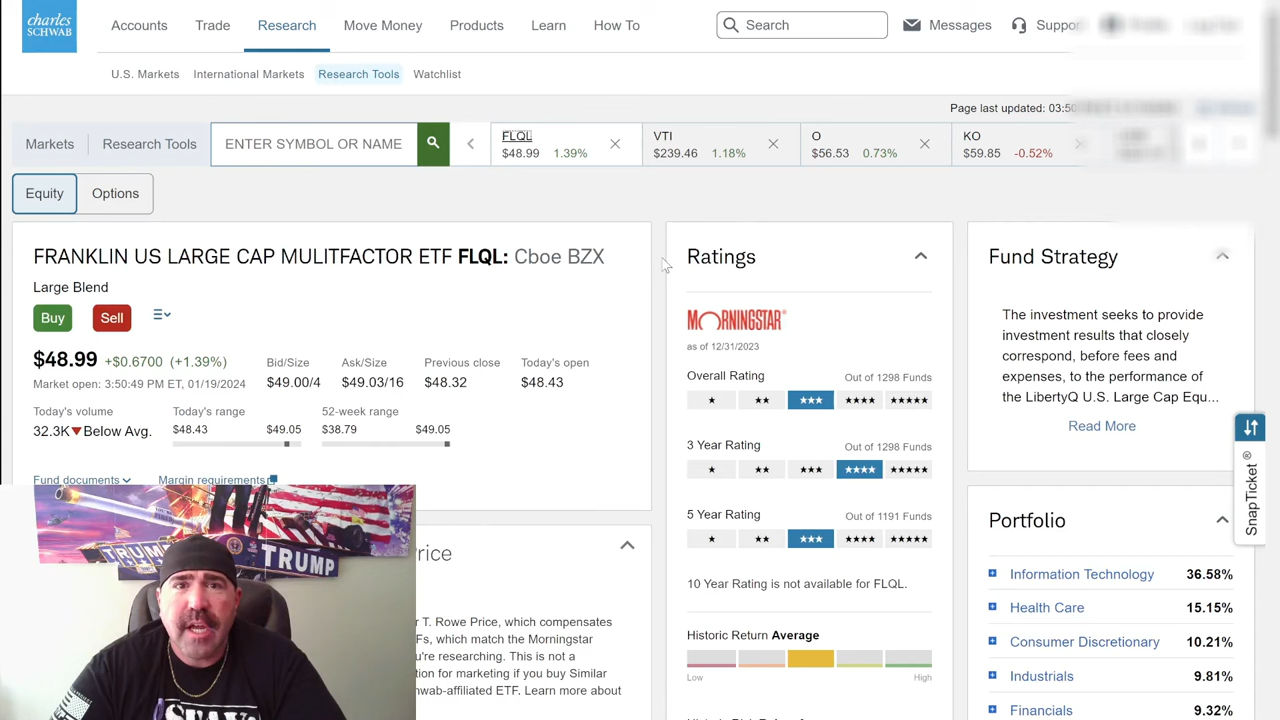 charles
SCHWAB
Accounts Trade Research Move Money Products Learn How To
Search
Messages
Suppo
U.S. Markets International Markets Research Tools Watchlist
Page last updated: 03:50
Markets Research Tools
ENTER SYMBOL OR NAME
FLQL
$48.99 1.39%
VTI
$239.46 1.18%
O
$56.53 0.73%
KO
$59.85 -0.52%
Equity Options
FRANKLIN US LARGE CAP MULITFACTOR ETF FLQL: Cboe BZX
Large Blend
Buy Sell
$48.99 +$0.6700 (+1.39%)
Market open: 3:50:49 PM ET, 01/19/2024
Bid/Size
$49.00/4
Ask/Size
$49.03/16
Previous close
$48.32
Today's open
$48.43
Today's volume
32.3K Below Avg.
Today's range
$48.43 $49.05
52-week range
$38.79 $49.05
Fund documents Margin requirements
Price
r T. Rowe Price, which compensates
Fs, which match the Morningstar
u're researching. This is not a
tion for marketing if you buy Similar
hwab-affiliated ETF. Learn more about
TRUMP
TRUMP
Ratings
MORNINGSTAR®
as of 12/31/2023
Overall Rating Out of 1298 Funds
★ ★★ ★★★ ★★★★ ★★★★★
3 Year Rating Out of 1298 Funds
★ ★★ ★★★ ★★★★ ★★★★★
5 Year Rating Out of 1191 Funds
★ ★★ ★★★ ★★★★ ★★★★★
10 Year Rating is not available for FLQL.
Historic Return Average
Low High
Fund Strategy
The investment seeks to provide
investment results that closely
correspond, before fees and
expenses, to the performance of
the LibertyQ U.S. Large Cap Equ...
Read More
Portfolio
Information Technology 36.58%
Health Care 15.15%
Consumer Discretionary 10.21%
Industrials 9.81%
Financials 9.32%
SnapTicket ®